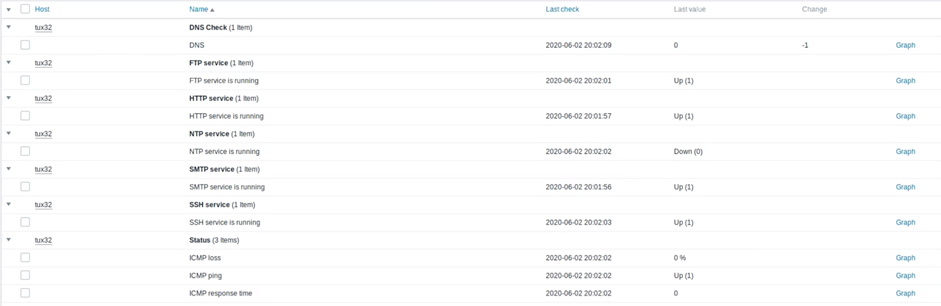 Host Name Last check Last value Change
tux32 DNS Check (1 Item)
DNS 2020-06-02 20:02:09 0 -1 Graph
tux32 FTP service (1 Item)
FTP service is running 2020-06-02 20:02:01 Up (1) Graph
tux32 HTTP service (1 Item)
HTTP service is running 2020-06-02 20:01:57 Up (1) Graph
tux32 NTP service (1 Item)
NTP service is running 2020-06-02 20:02:02 Down (0) Graph
tux32 SMTP service (1 Item)
SMTP service is running 2020-06-02 20:01:56 Up (1) Graph
tux32 SSH service (1 Item)
SSH service is running 2020-06-02 20:02:03 Up (1) Graph
tux32 Status (3 Items)
ICMP loss 2020-06-02 20:02:02 0 % Graph
ICMP ping 2020-06-02 20:02:02 Up (1) Graph
ICMP response time 2020-06-02 20:02:02 0 Graph